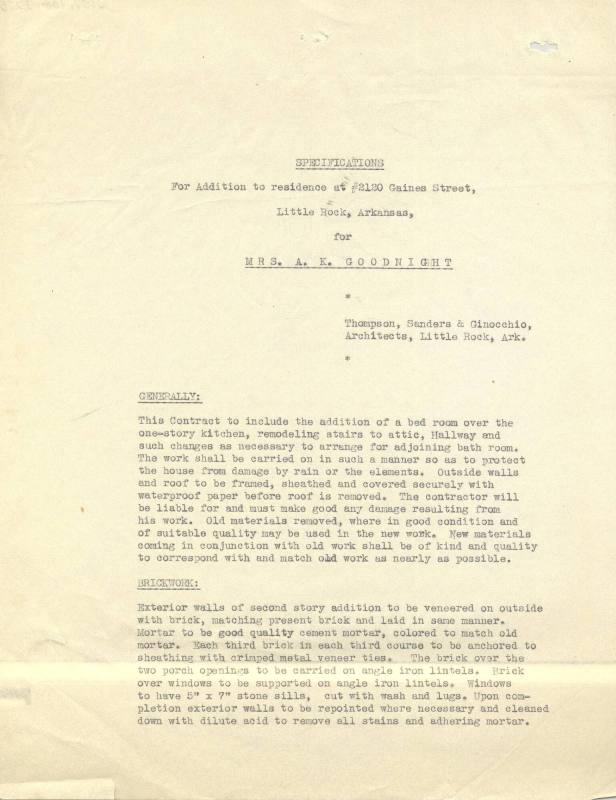 SPECIFICATIONS
For Addition to residence at #2120 Gaines Street,
Little Rock, Arkansas,
for
MRS. A. K. GOODNIGHT
*
Thompson, Sanders & Ginocchio,
Architects, Little Rock, Ark.
*
GENERALLY:
This Contract to include the addition of a bed room over the
one-story kitchen, remodeling stairs to attic, Hallway and
such changes as necessary to arrange for adjoining bath room.
The work shall be carried on in such a manner so as to protect
the house from damage by rain or the elements. Outside walls
and roof to be framed, sheathed and covered securely with
waterproof paper before roof is removed. The contractor will
be liable for and must make good any damage resulting from
his work. Old materials removed, where in good condition and
of suitable quality may be used in the new work. New materials
coming in conjunction with old work shall be of kind and quality
to correspond with and match old work as nearly as possible.
BRICKWORK:
Exterior walls of second story addition to be veneered on outside
with brick, matching present brick and laid in same manner.
Mortar to be good quality cement mortar, colored to match old
mortar. Each third brick in each third course to be anchored to
sheathing with crimped metal veneer ties. The brick over the
two porch openings to be carried on angle iron lintels. Brick
over windows to be supported on angle iron lintels. Windows
to have 5" x 7" stone sills, cut with wash and lugs. Upon com-
pletion exterior walls to be repointed where necessary and cleaned
down with dilute acid to remove all stains and adhering mortar.